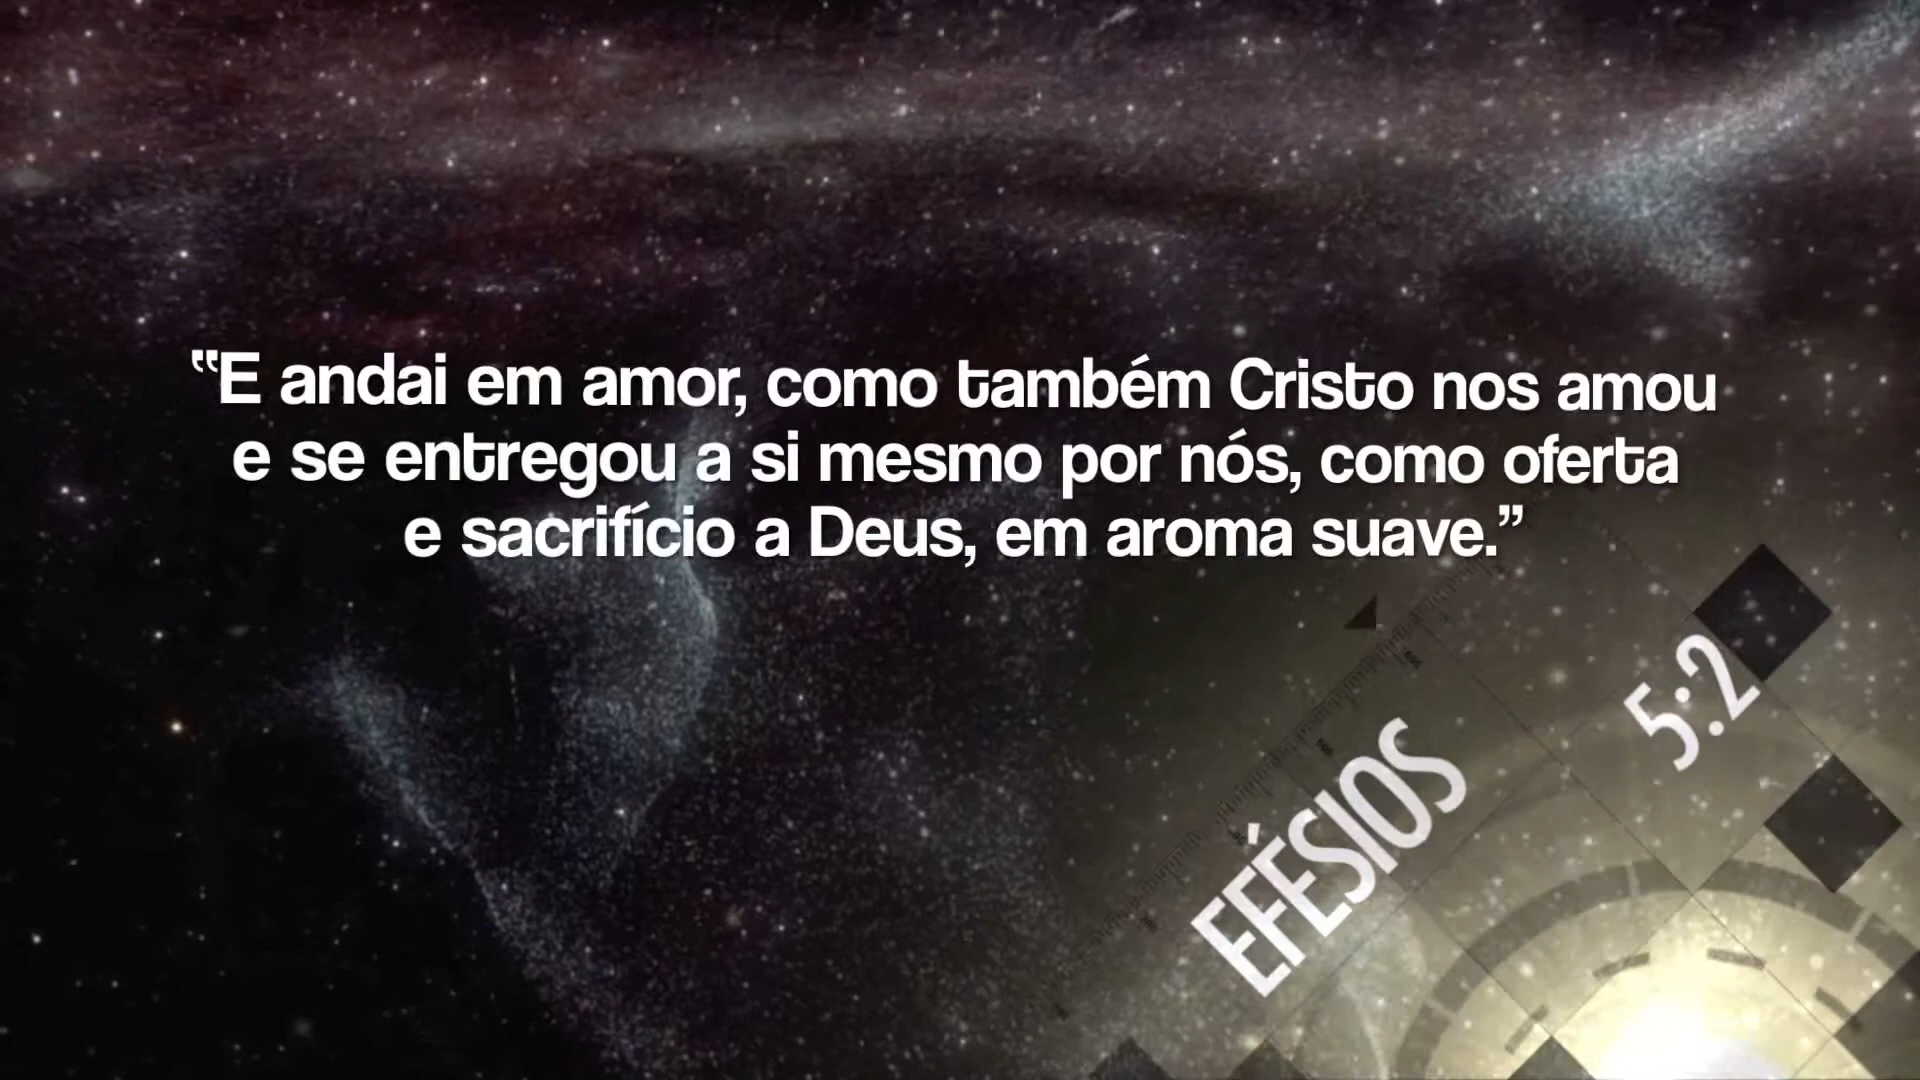 “E andai em amor, como também Cristo nos amou
e se entregou a si mesmo por nós, como oferta
e sacrifício a Deus, em aroma suave.”
EFÉSIOS
5:2